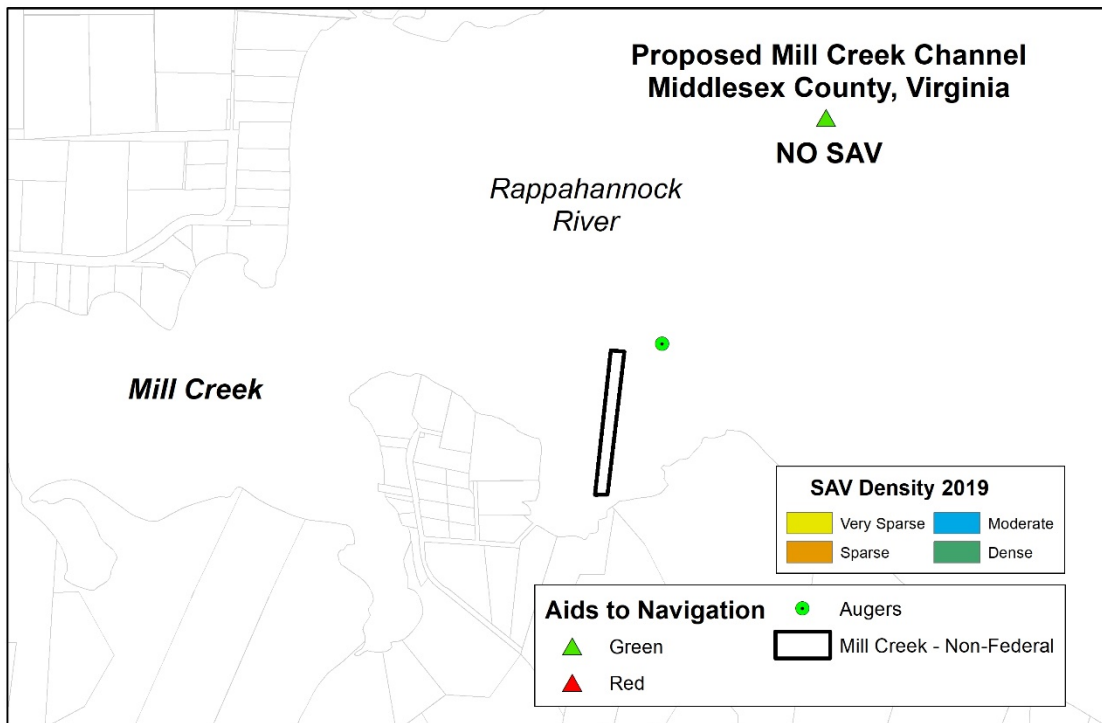 Proposed Mill Creek Channel
Middlesex County, Virginia
NO SAV
Rappahannock
River
Mill Creek
SAV Density 2019
Very Sparse
Moderate
Sparse
Dense
Aids to Navigation
Augers
Green
Mill Creek - Non-Federal
Red